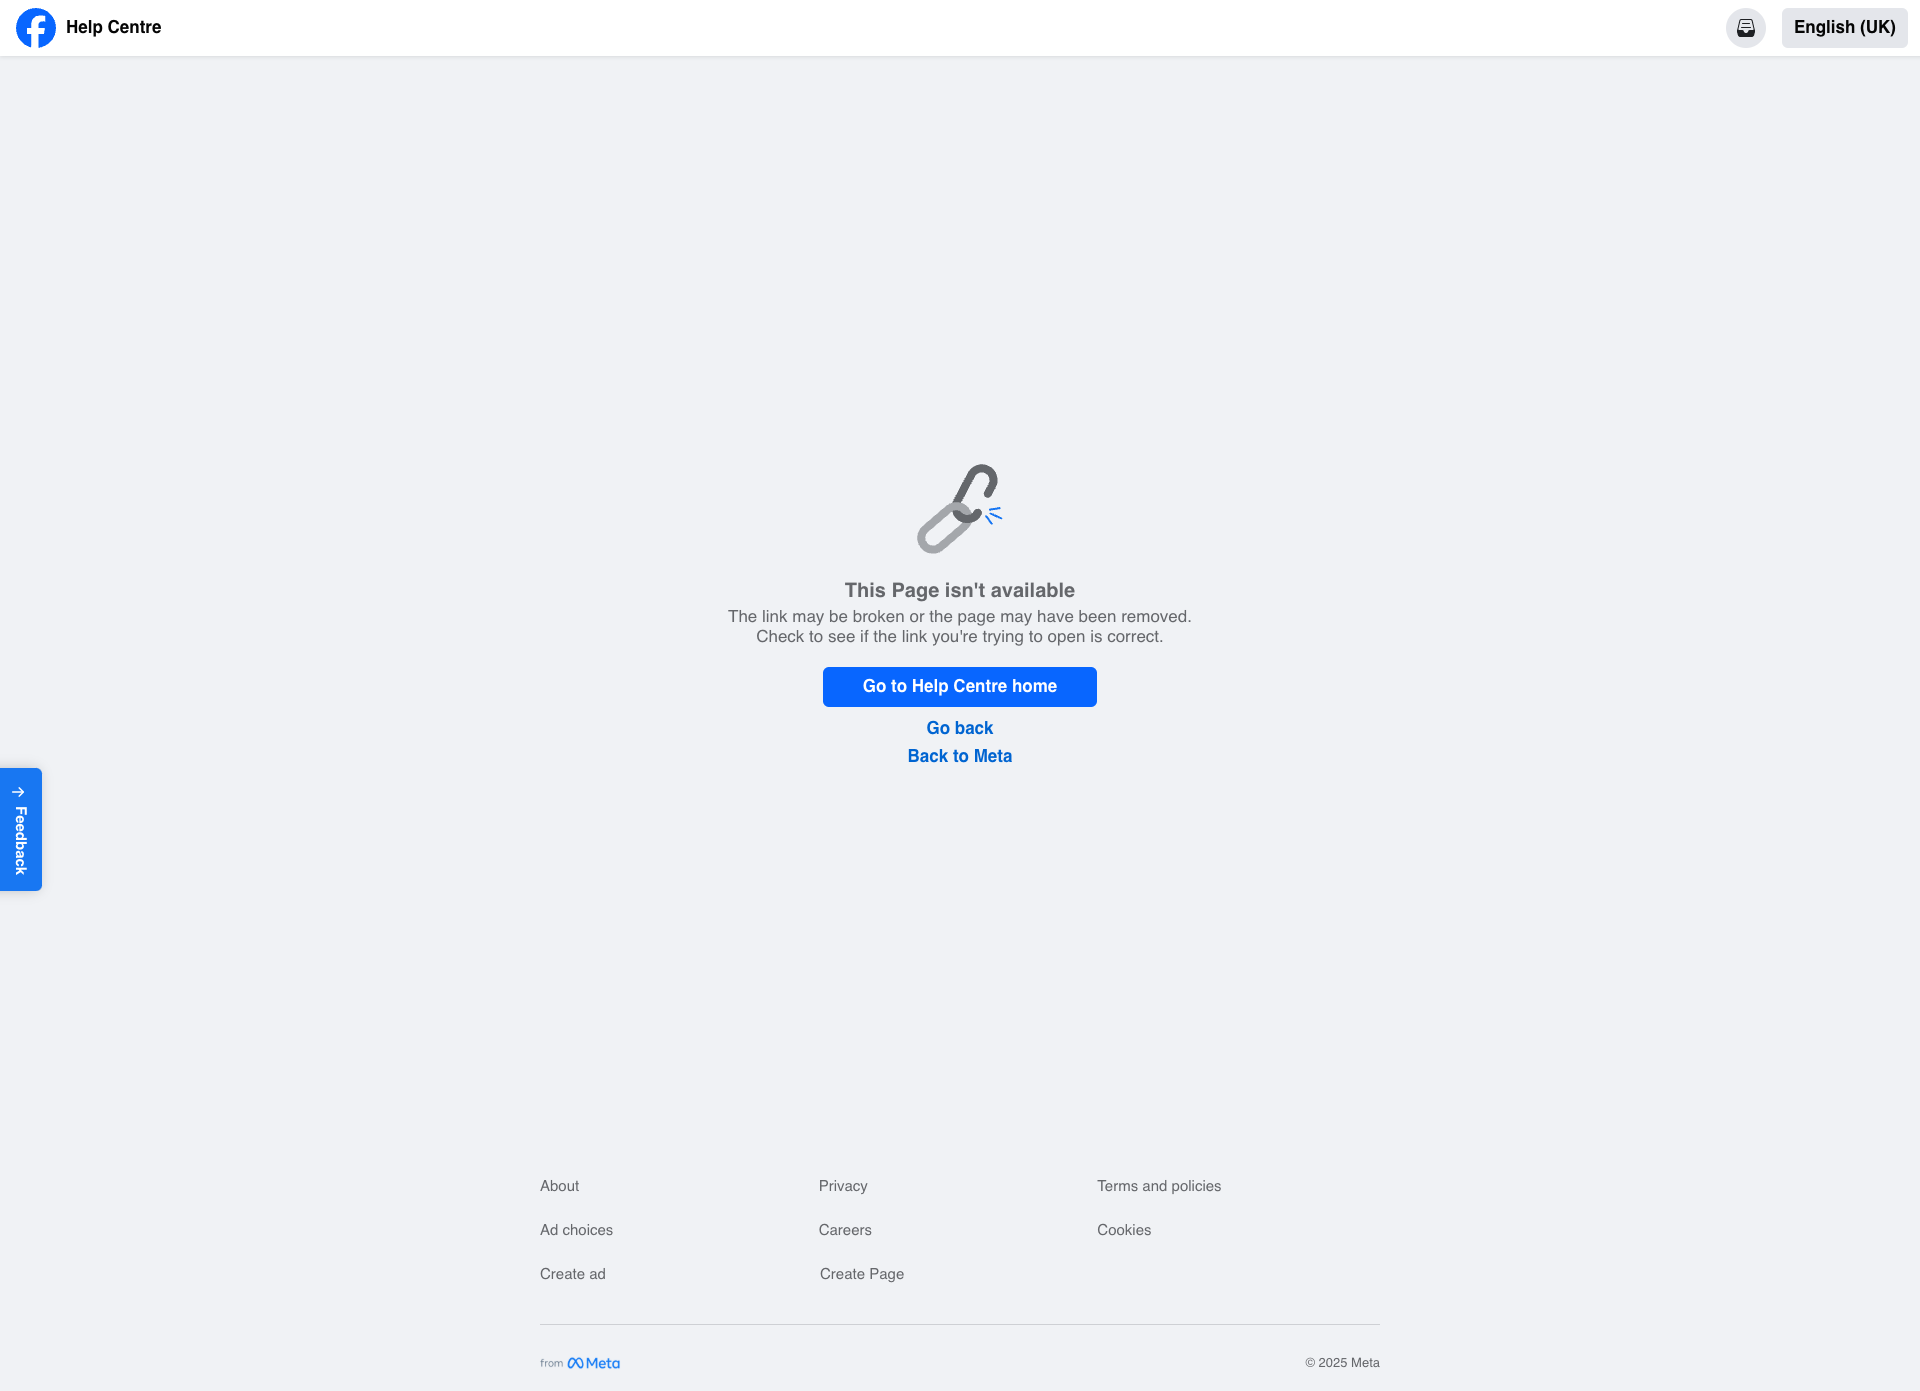 Help Centre
English (UK)
This Page isn't available
The link may be broken or the page may have been removed.
Check to see if the link you're trying to open is correct.
Go to Help Centre home
Go back
Back to Meta
Feedback
About
Privacy
Terms and policies
Ad choices
Careers
Cookies
Create ad
Create Page
from Meta
© 2025 Meta